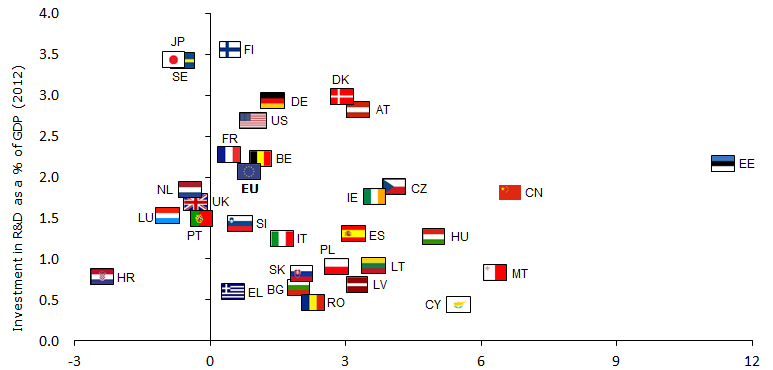 4.0
3.5
3.0
2.5
2.0
1.5
1.0
0.5
0.0
Investment in R&D as a % of GDP (2012)
JP
SE
FI
DK
DE
AT
US
FR
BE
EU
EE
NL
UK
LU
PT
IE
CZ
CN
SI
IT
ES
HU
HR
SK
PL
LT
MT
EL
BG
RO
LV
CY
-3
0
3
6
9
12